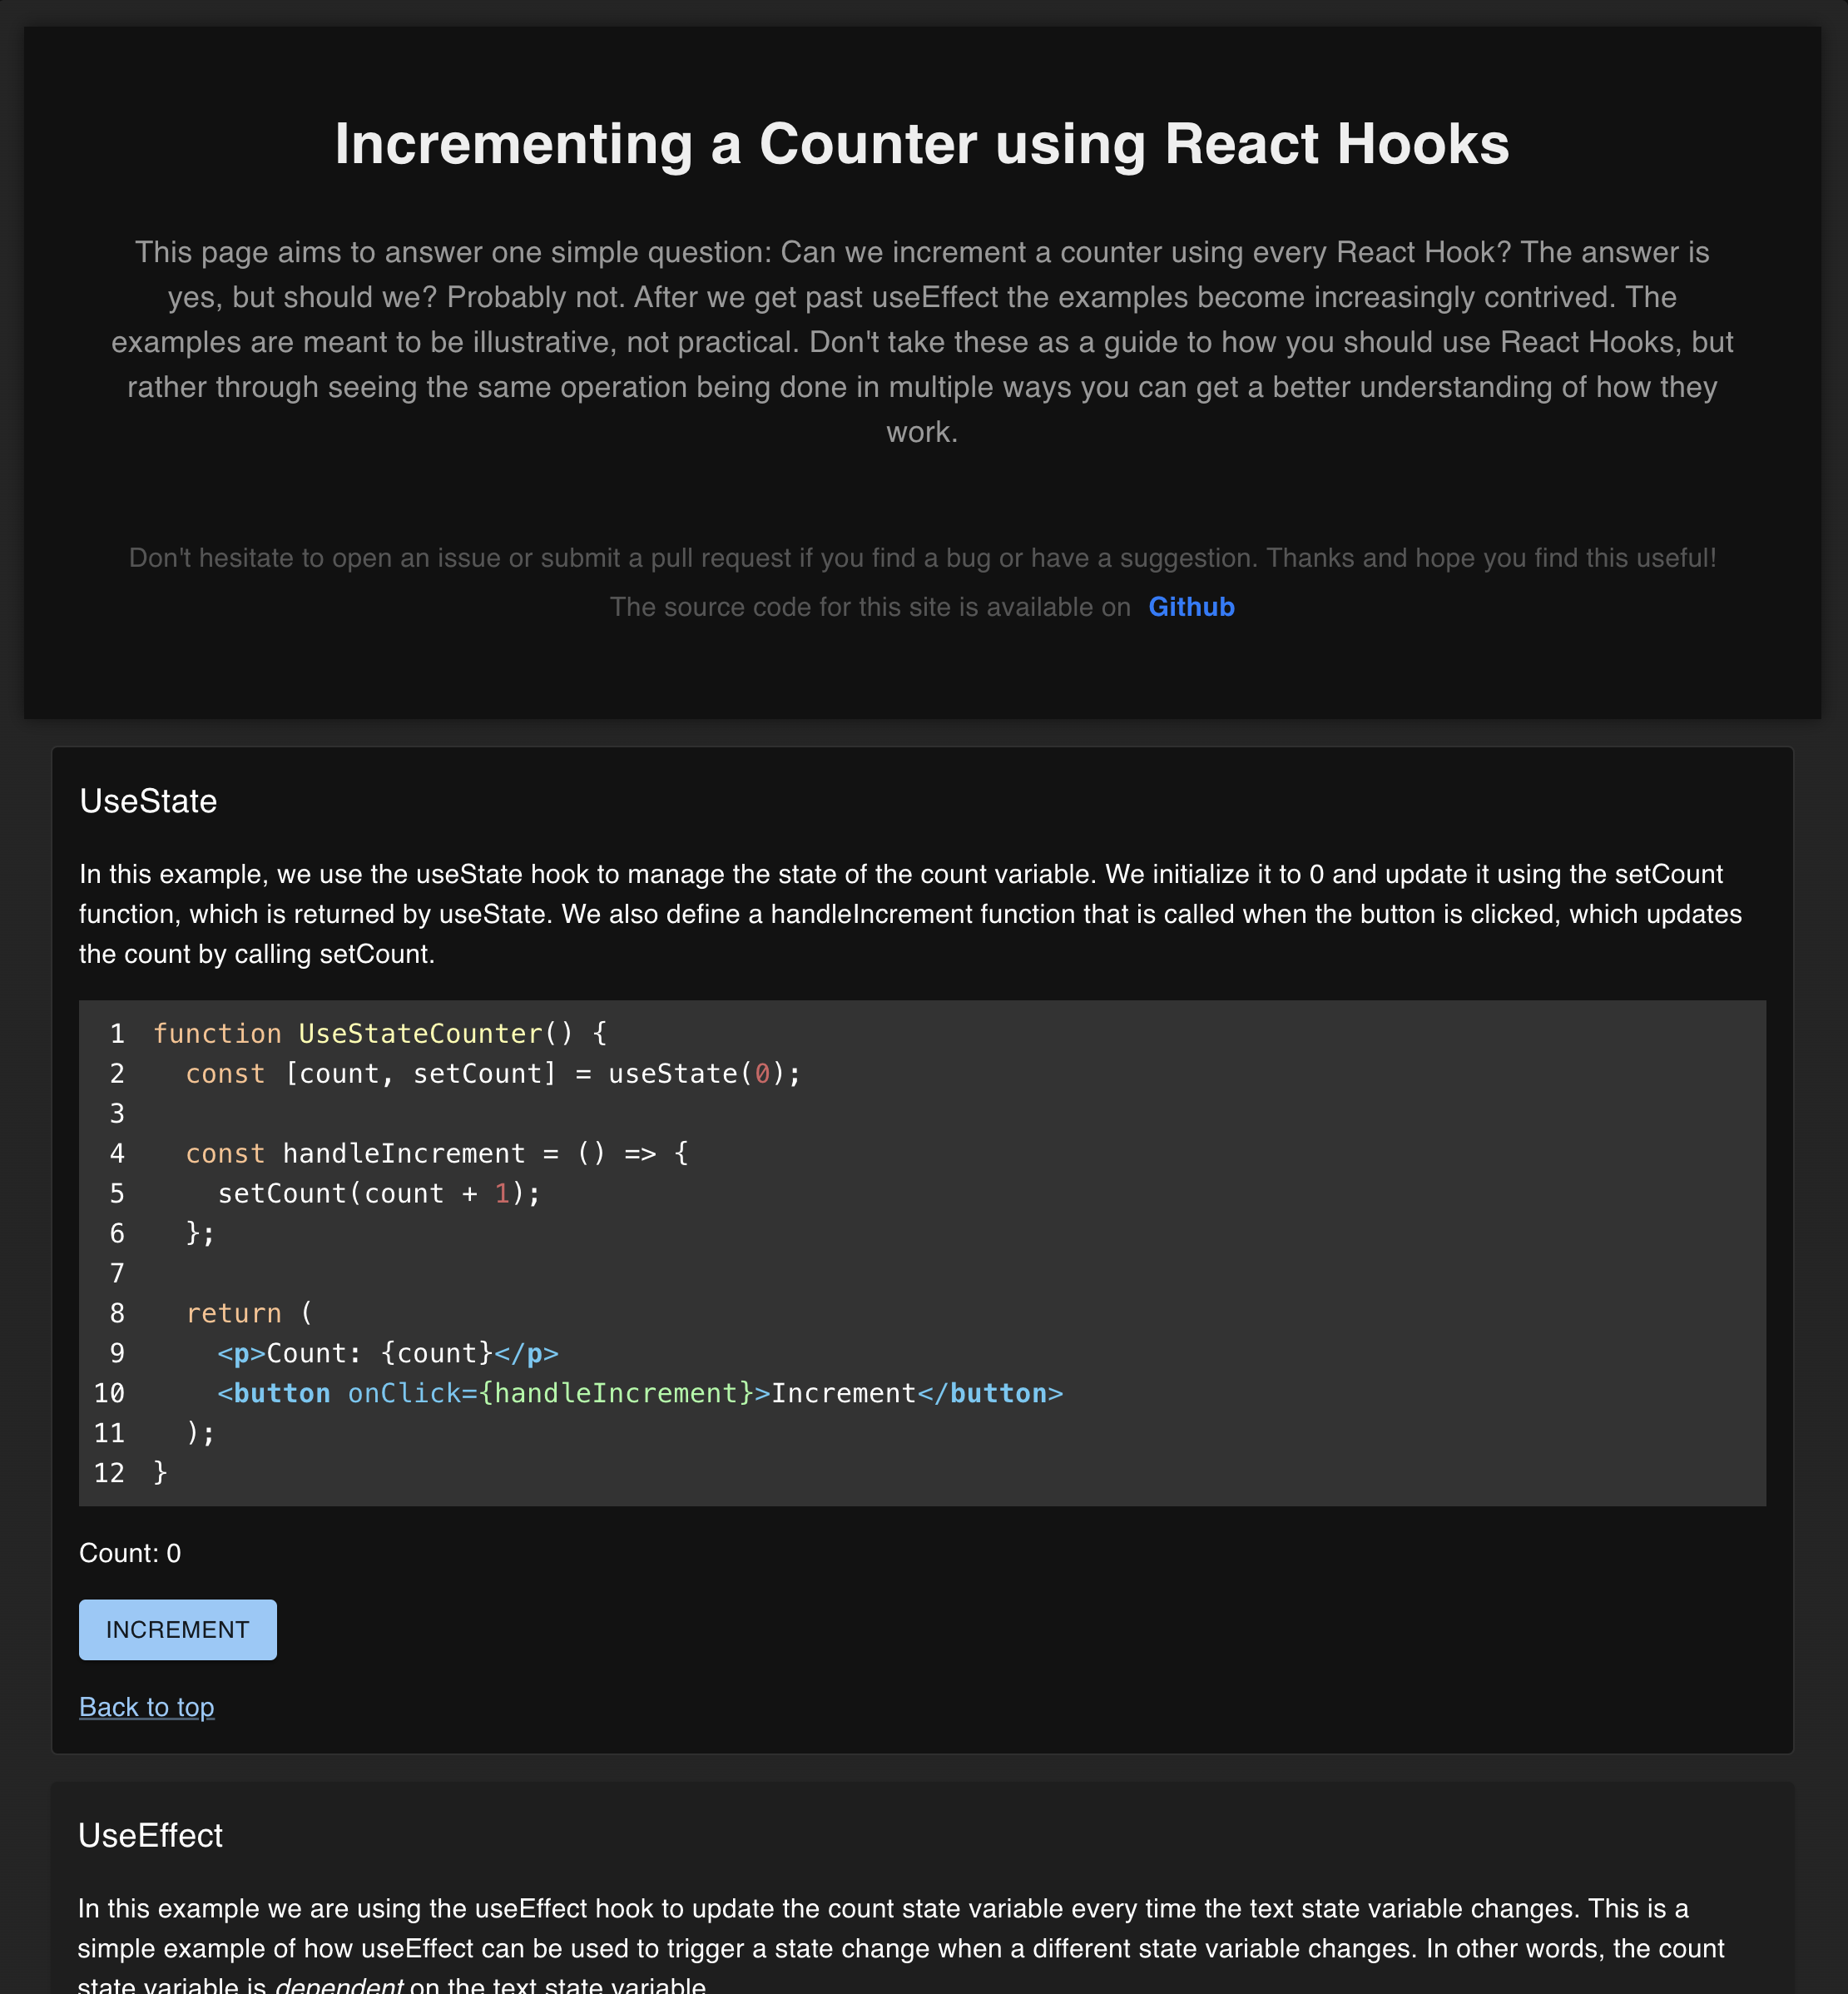 Incrementing a Counter using React Hooks
This page aims to answer one simple question: Can we increment a counter using every React Hook? The answer is
yes, but should we? Probably not. After we get past useEffect the examples become increasingly contrived. The
examples are meant to be illustrative, not practical. Don't take these as a guide to how you should use React Hooks, but
rather through seeing the same operation being done in multiple ways you can get a better understanding of how they
work.
Don't hesitate to open an issue or submit a pull request if you find a bug or have a suggestion. Thanks and hope you find this useful!
The source code for this site is available on Github
UseState
In this example, we use the useState hook to manage the state of the count variable. We initialize it to 0 and update it using the setCount
function, which is returned by useState. We also define a handleIncrement function that is called when the button is clicked, which updates
the count by calling setCount.
1 function UseStateCounter() {
2   const [count, setCount] = useState(0);
3
4   const handleIncrement = () => {
5     setCount(count + 1);
6   };
7
8   return (
9     <p>Count: {count}</p>
10     <button onClick={handleIncrement}>Increment</button>
11   );
12 }
Count: 0
INCREMENT
Back to top
UseEffect
In this example we are using the useEffect hook to update the count state variable every time the text state variable changes. This is a
simple example of how useEffect can be used to trigger a state change when a different state variable changes. In other words, the count
state variable is dependent on the text state variable